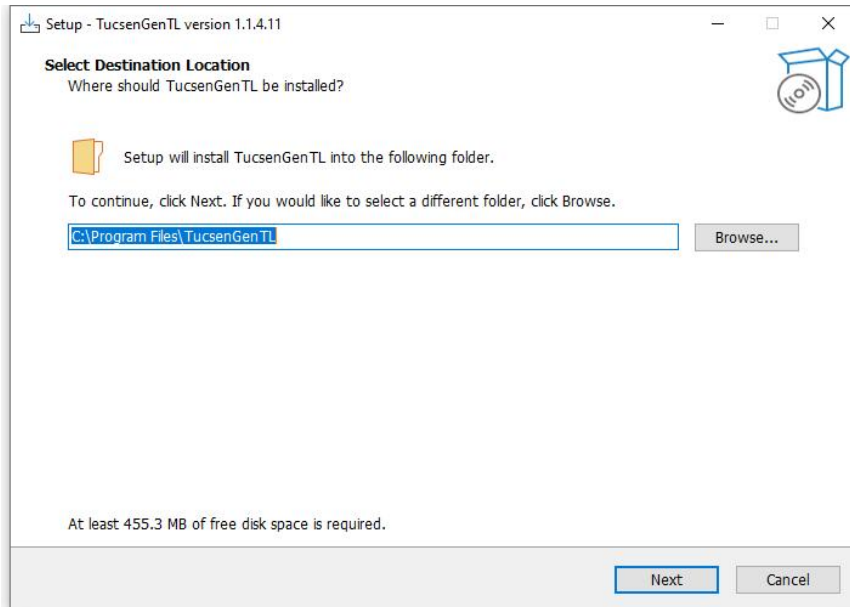 Setup - TucsenGenTL version 1.1.4.11
Select Destination Location
Where should TucsenGenTL be installed?
Setup will install TucsenGenTL into the following folder.
To continue, click Next. If you would like to select a different folder, click Browse.
C:\Program Files\TucsenGenTL
Browse...
At least 455.3 MB of free disk space is required.
Next
Cancel